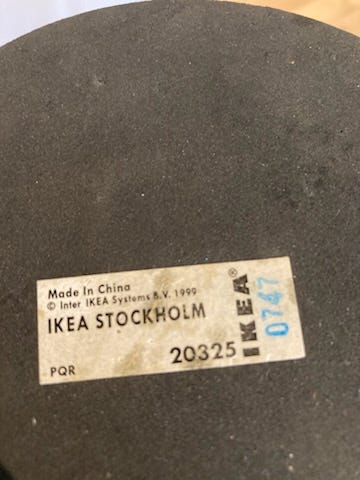 Made In China
© Inter IKEA Systems B.V. 1999
IKEA STOCKHOLM
20325
PQR
IKEA®
0747